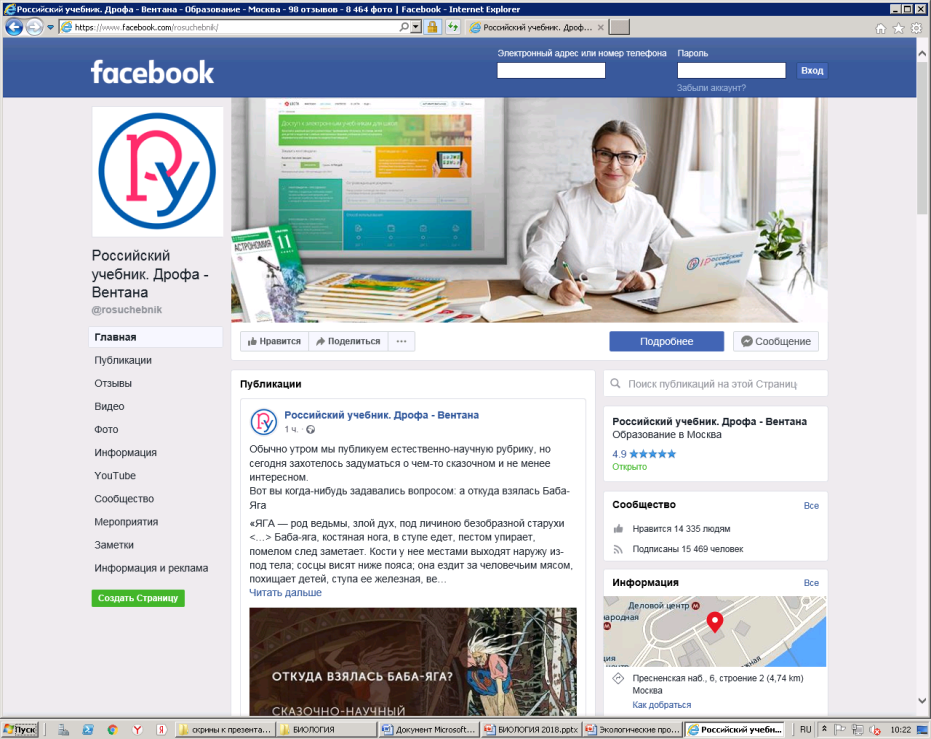 Российский учебник. Дрофа - Вентана - Образование - Москва - 98 отзывов - 8 464 фото | Facebook - Internet Explorer
https://www.facebook.com/rosuchebnik/
Российский учебник. Дроф...
facebook
Электронный адрес или номер телефона
Пароль
Вход
Забыли аккаунт?
РУ
Российский учебник. Дрофа - Вентана
@rosuchebnik
Главная
Публикации
Отзывы
Видео
Фото
Информация
YouTube
Сообщество
Мероприятия
Заметки
Информация и реклама
Создать Страницу
АСТРОНОМИЯ 11
Российский учебник
Нравится
Поделиться
Подробнее
Сообщение
Публикации
Российский учебник. Дрофа - Вентана
1 ч.
Обычно утром мы публикуем естественно-научную рубрику, но
сегодня захотелось задуматься о чем-то сказочном и не менее
интересном.
Вот вы когда-нибудь задавались вопросом: а откуда взялась Баба-
Яга
«ЯГА — род ведьмы, злой дух, под личиною безобразной старухи
<...> Баба-яга, костяная нога, в ступе едет, пестом упирает,
помелом след заметает. Кости у нее местами выходят наружу из-
под тела; сосцы висят ниже пояса; она ездит за человечьим мясом,
похищает детей, ступа ее железная, ве...
Читать дальше
ОТКУДА ВЗЯЛАСЬ БАБА-ЯГА?
СКАЗОЧНО-НАУЧНЫЙ
Поиск публикаций на этой Страниц
Российский учебник. Дрофа - Вентана
Образование в Москва
4.9
Открыто
Сообщество
Все
Нравится 14 335 людям
Подписаны 15 469 человек
Информация
Все
Деловой центр
Пресненская наб., 6, строение 2 (4,74 km)
Москва
Как добраться
Пуск
скрины к презента...
БИОЛОГИЯ
Документ Microsoft...
БИОЛОГИЯ 2018.pptx
Экологические про...
Российский учебн...
RU
10:22